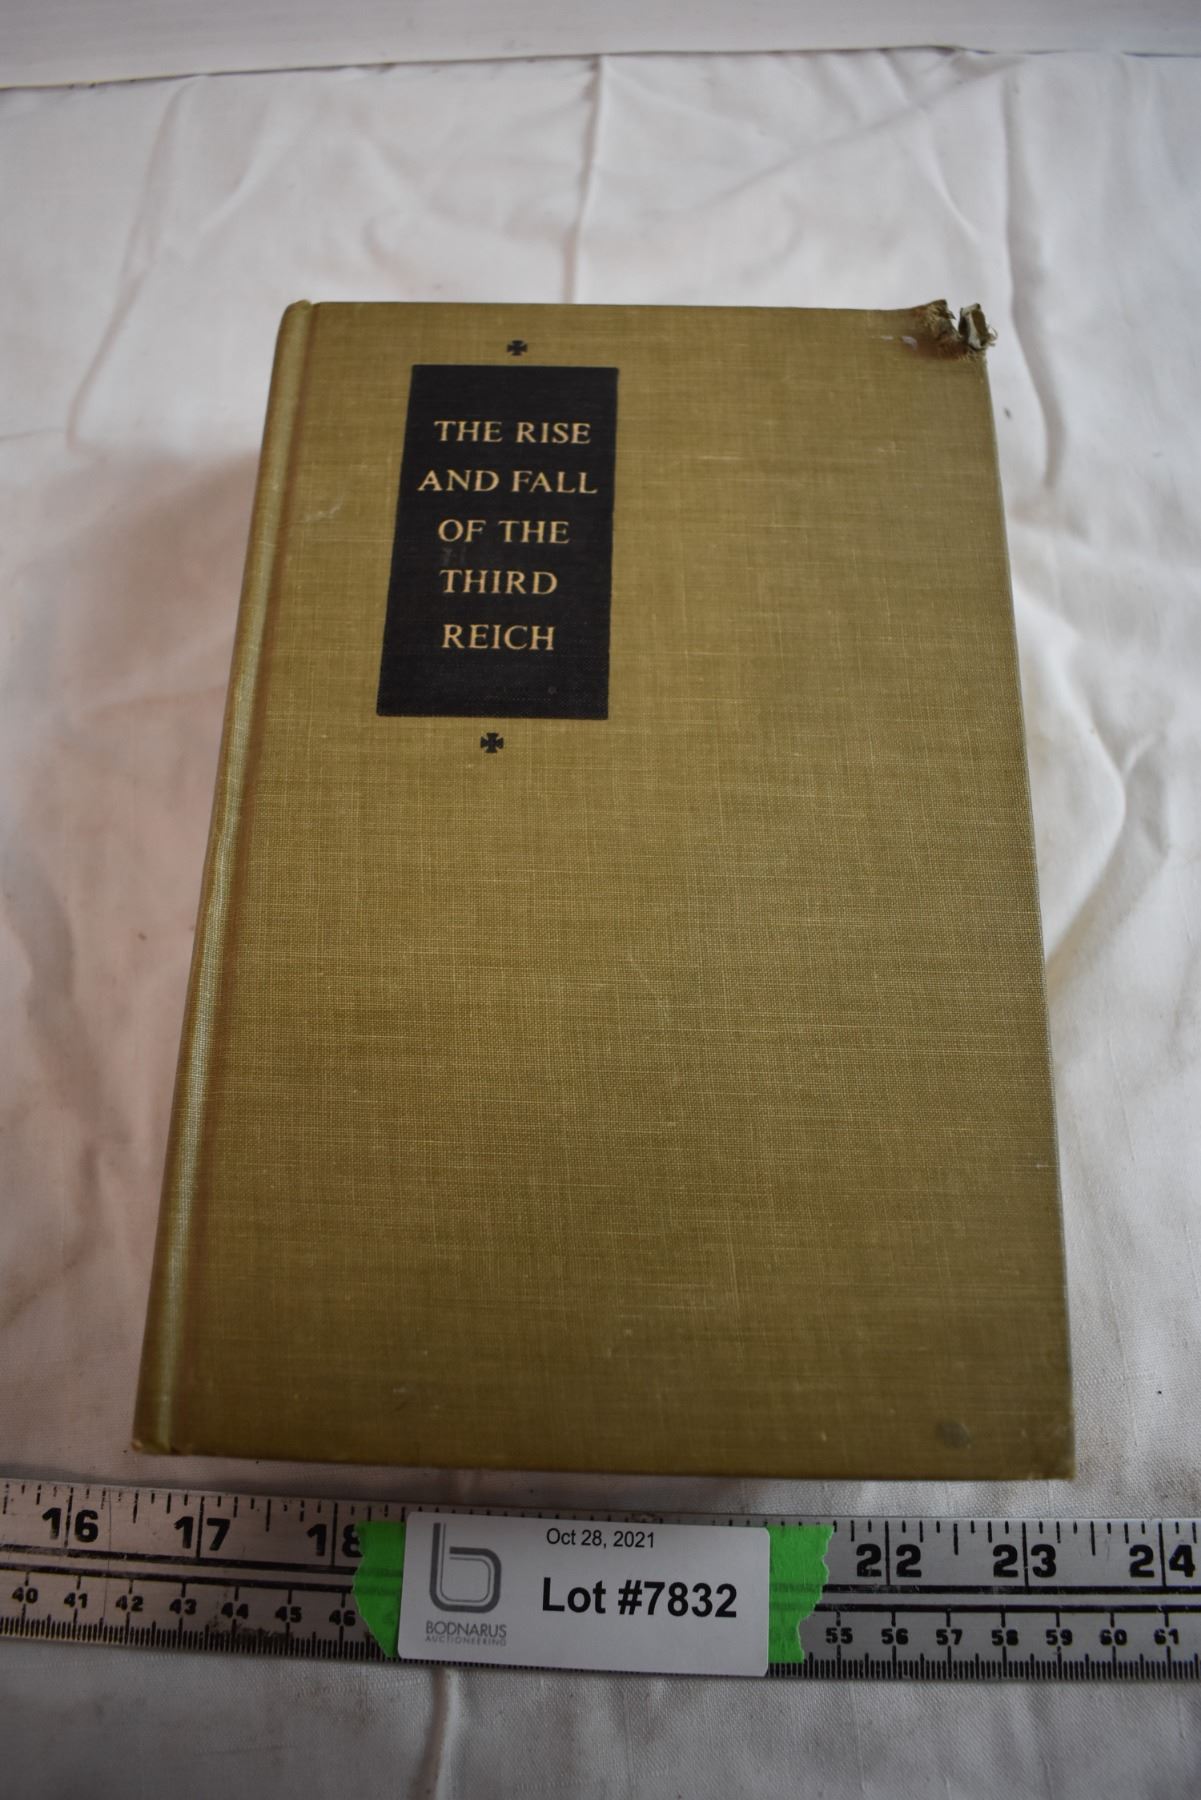 THE RISE
AND FALL
OF THE
THIRD
REICH
16 17 18 22 23 24
Oct 28, 2021
Lot #7832
BODNARUS
AUCTIONEERING
40 41 42 43 44 45 46 55 56 57 58 59 60 61